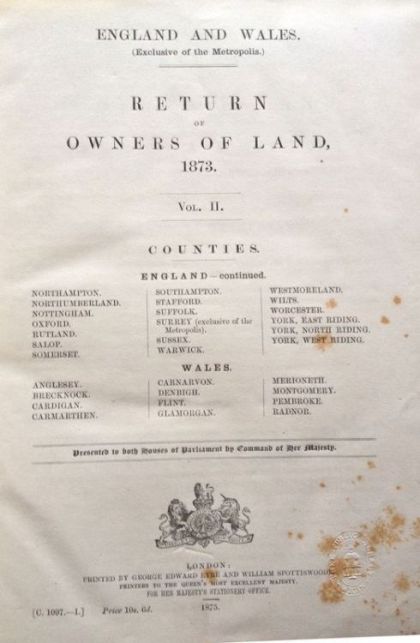 ENGLAND AND WALES.
(Exclusive of the Metropolis.)
RETURN
OF
OWNERS OF LAND,
1873.
VOL. II.
COUNTIES.
ENGLAND—continued.
NORTHAMPTON.
NORTHUMBERLAND.
NOTTINGHAM.
OXFORD.
RUTLAND.
SALOP.
SOMERSET.
SOUTHAMPTON.
STAFFORD.
SUFFOLK.
SURREY (exclusive of the
Metropolis).
SUSSEX.
WARWICK.
WESTMORELAND.
WILTS.
WORCESTER.
YORK, EAST RIDING.
YORK, NORTH RIDING.
YORK, WEST RIDING.
WALES.
ANGLESEY.
BRECKNOCK.
CARDIGAN.
CARMARTHEN.
CARNARVON.
DENBIGH.
FLINT.
GLAMORGAN.
MERIONETH.
MONTGOMERY.
PEMBROKE.
RADNOR.
Presented to both Houses of Parliament by Command of Her Majesty.
LONDON:
PRINTED BY GEORGE EDWARD EYRE AND WILLIAM SPOTTISWOODE,
PRINTERS TO THE QUEEN'S MOST EXCELLENT MAJESTY.
FOR HER MAJESTY'S STATIONERY OFFICE.
1875.
[C. 1097.—I.] Price 10s. 6d.